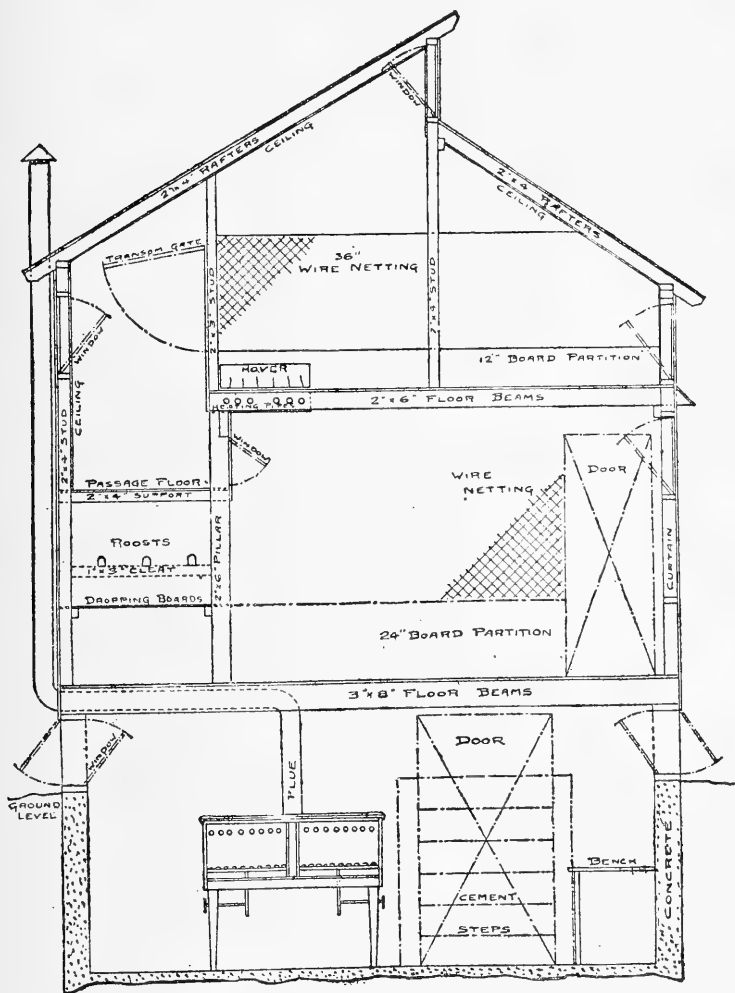 WINDOW
2"x4" RAFTERS
CEILING
2"x4" RAFTERS
CEILING
TRANSOM GATE
36"
WIRE NETTING
2"x3" STUD
2"x4" STUD
WINDOW
12" BOARD PARTITION
HOVER
2"x4" STUD
CEILING
HEATING PIPES
2"x6" FLOOR BEAMS
WINDOW
PASSAGE FLOOR
2"x4" SUPPORT
WIRE
NETTING
DOOR
ROOSTS
1"x3" CLEAT
2"x6" PILLAR
CURTAIN
DROPPING BOARDS
24" BOARD PARTITION
3"x8" FLOOR BEAMS
WINDOW
DOOR
FLUE
GROUND
LEVEL
BENCH
CONCRETE
CEMENT
STEPS